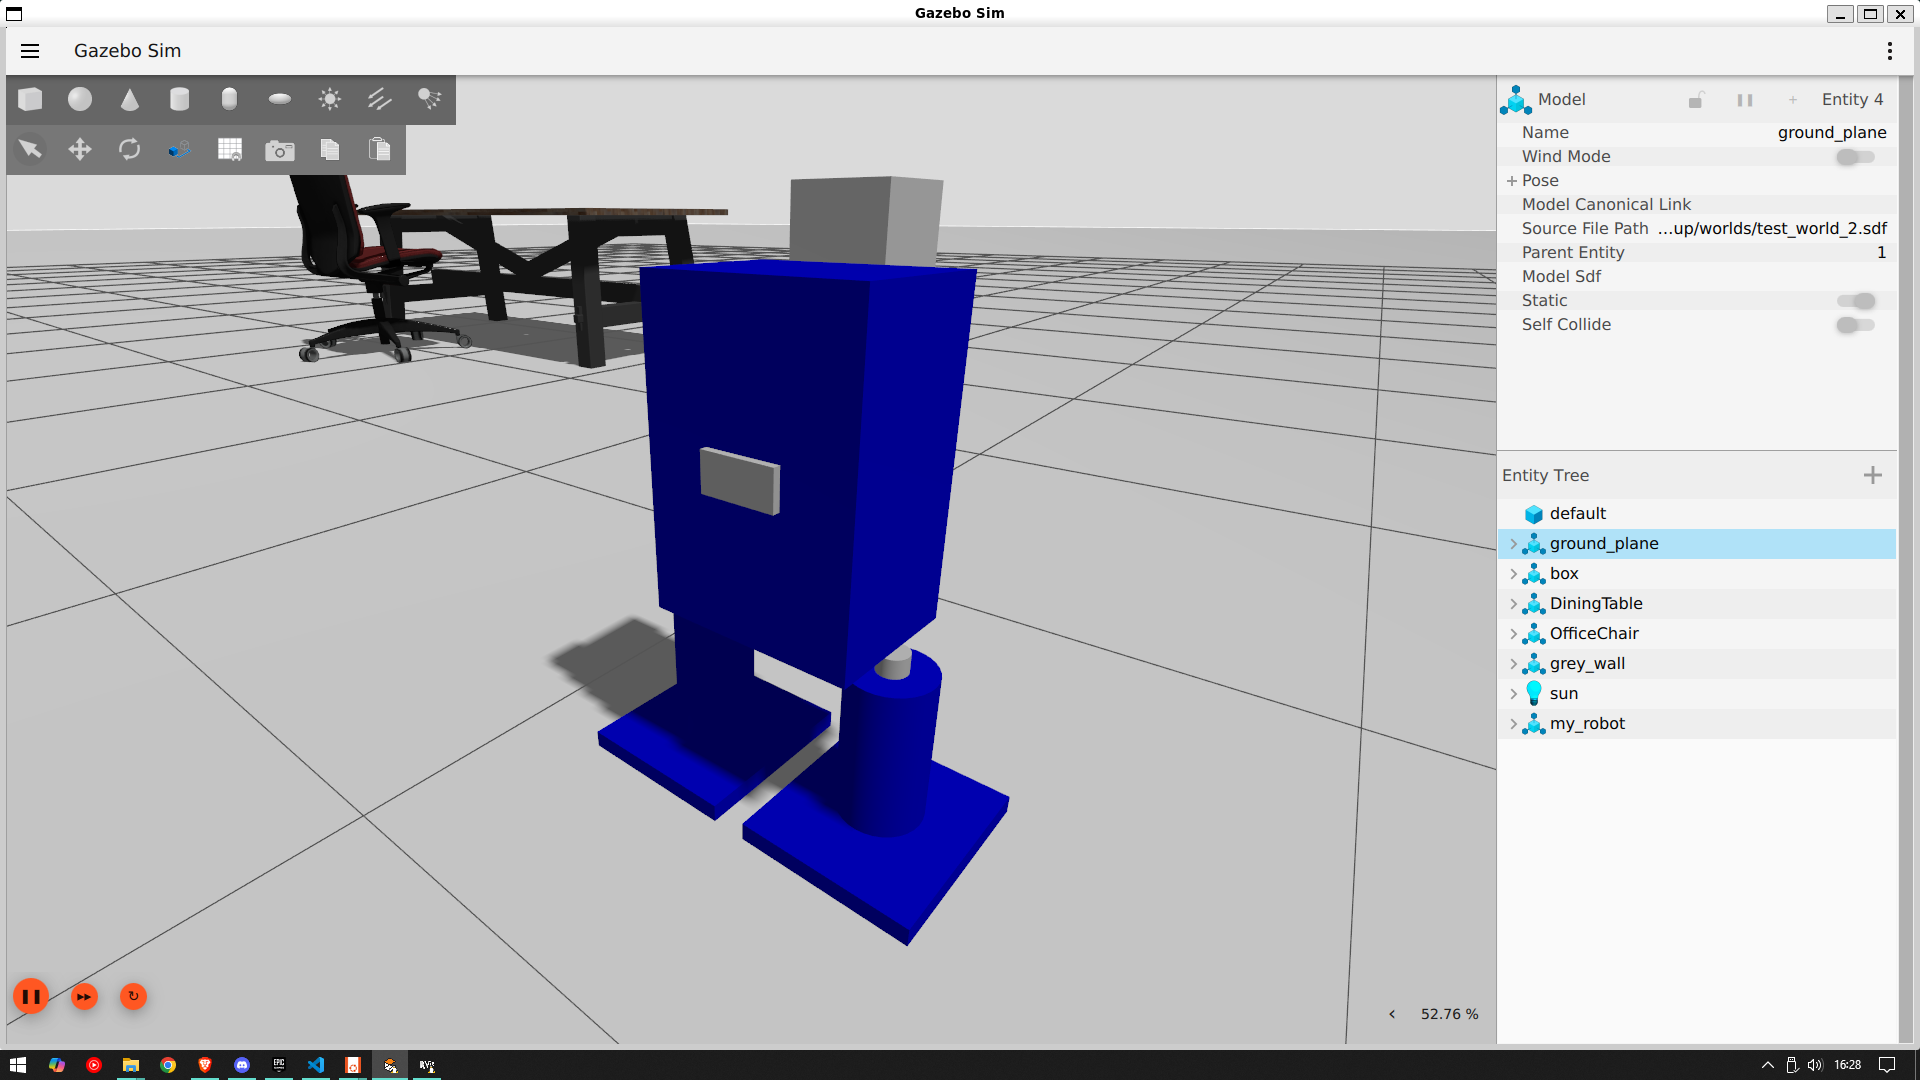 Gazebo Sim
Gazebo Sim
Model Entity 4
Name ground_plane
Wind Mode
Pose
Model Canonical Link
Source File Path …up/worlds/test_world_2.sdf
Parent Entity 1
Model Sdf
Static
Self Collide
Entity Tree
default
ground_plane
box
DiningTable
OfficeChair
grey_wall
sun
my_robot
52.76 %
EPIC
16:28